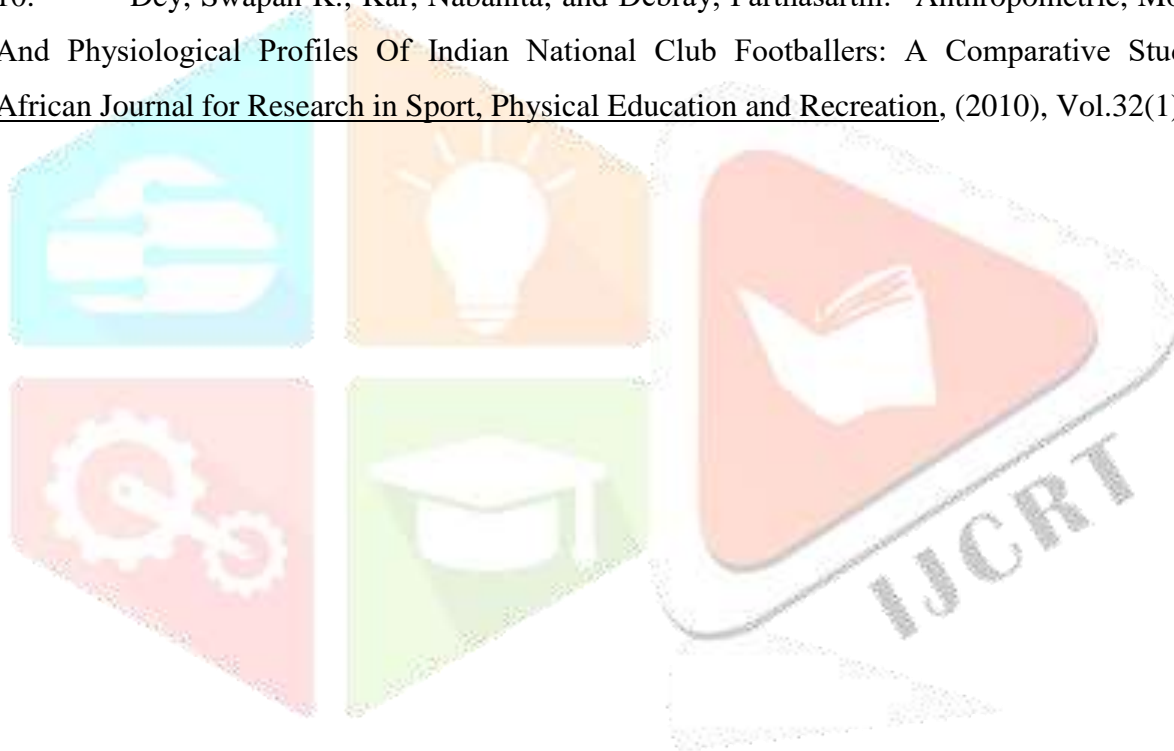 10. Dey, Swapan K., Kar, Nabanita, and Debray, Parthasarthi.
And Physiological Profiles Of Indian National Club Footballers: A Comparative
African Journal for Research in Sport, Physical Education and Recreation, (2010), Vol.32(1)
IJCRT